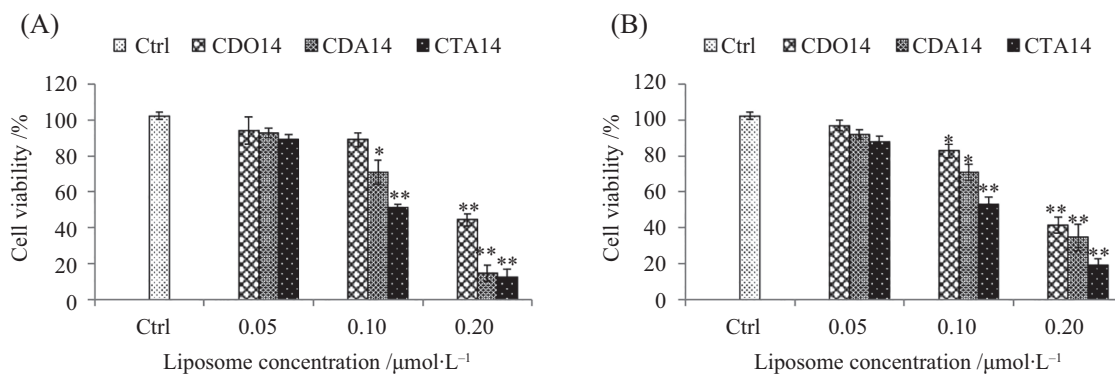 (A)
Ctrl CDO14 CDA14 CTA14
Cell viability /%
120
100
80
60
40
20
0
*
**
**
**
**
Ctrl 0.05 0.10 0.20
Liposome concentration /μmol·L⁻¹
(B)
Ctrl CDO14 CDA14 CTA14
Cell viability /%
120
100
80
60
40
20
0
*
*
**
**
**
**
Ctrl 0.05 0.10 0.20
Liposome concentration /μmol·L⁻¹